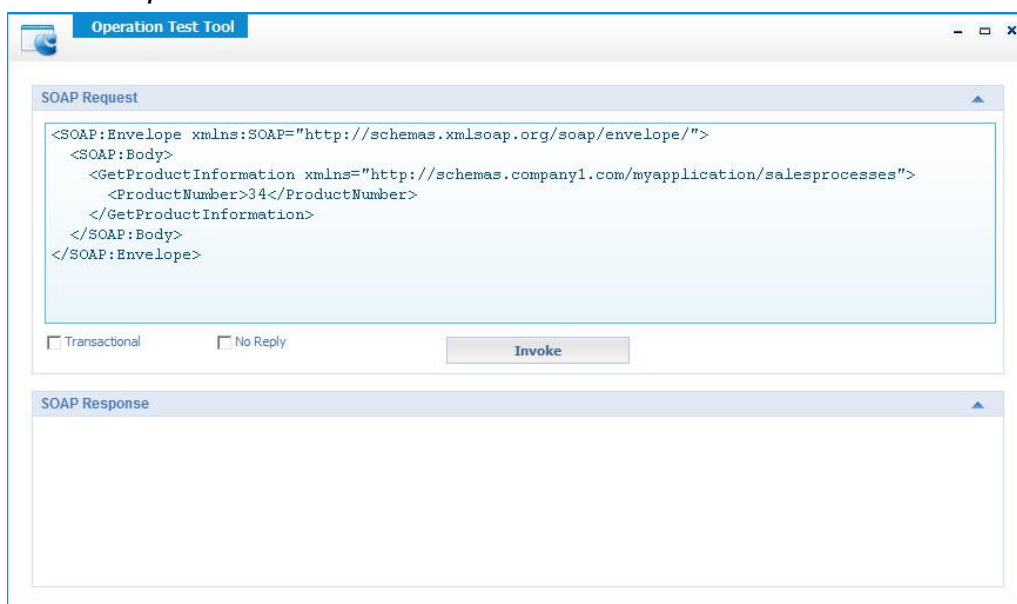 Operation Test Tool
SOAP Request
<SOAP:Envelope xmlns:SOAP="http://schemas.xmlsoap.org/soap/envelope/">
<SOAP:Body>
<GetProductInformation xmlns="http://schemas.company1.com/myapplication/salesprocesses">
<ProductNumber>34</ProductNumber>
</GetProductInformation>
</SOAP:Body>
</SOAP:Envelope>
Transactional No Reply Invoke
SOAP Response